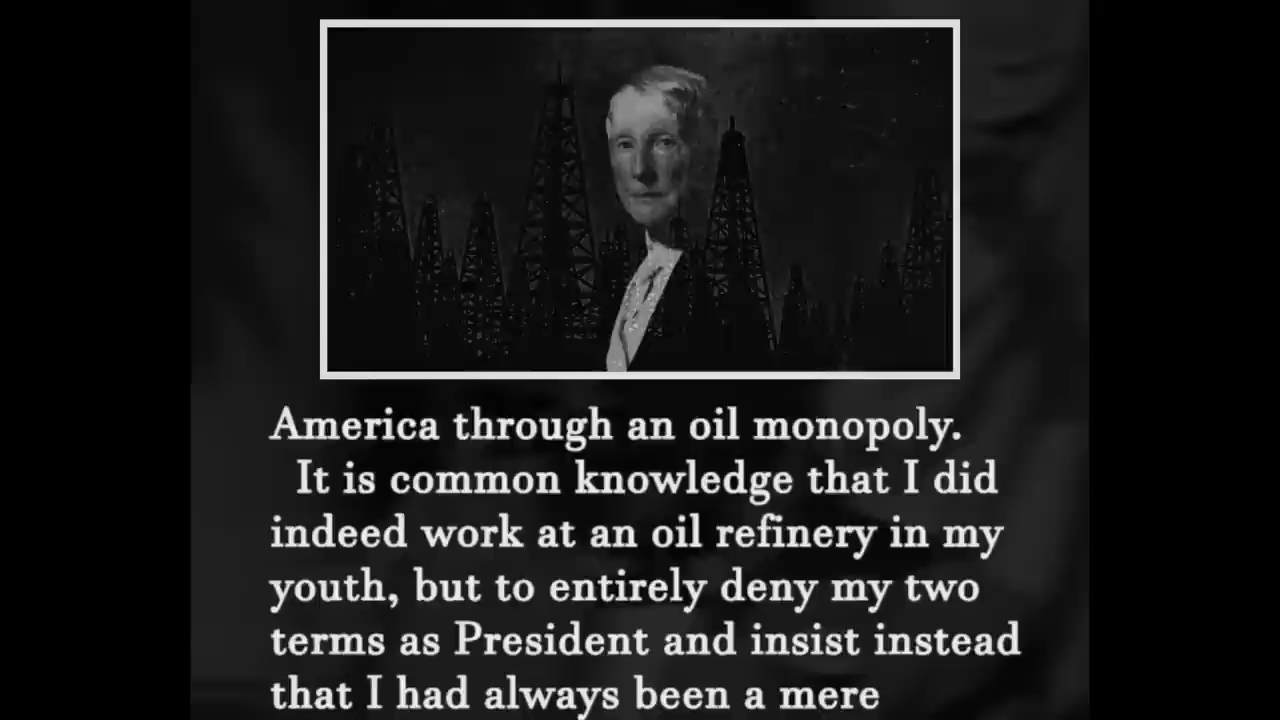 America through an oil monopoly.
It is common knowledge that I did
indeed work at an oil refinery in my
youth, but to entirely deny my two
terms as President and insist instead
that I had always been a mere